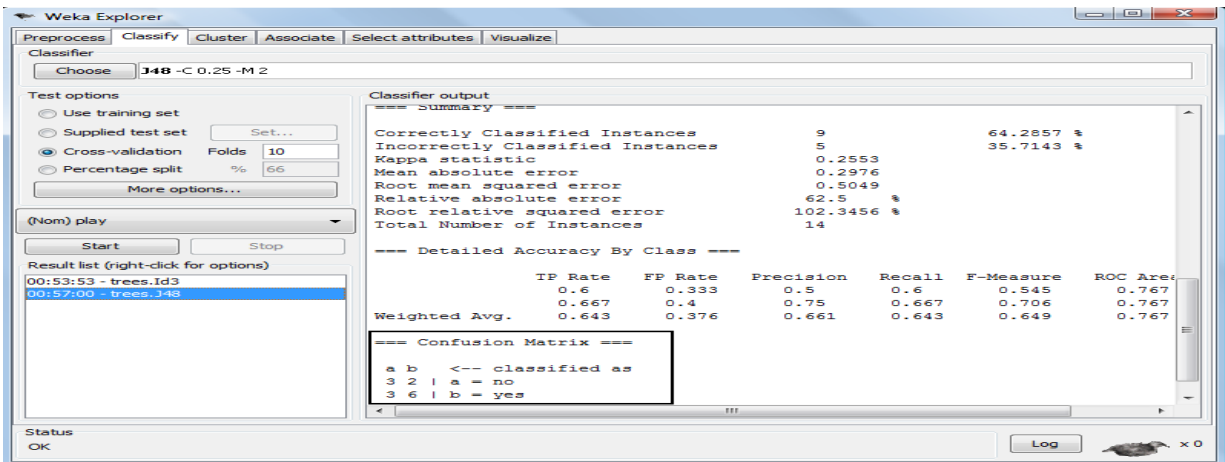 Weka Explorer
Preprocess Classify Cluster Associate Select attributes Visualize
Classifier
Choose J48 -C 0.25 -M 2
Test options
Use training set
Supplied test set Set...
Cross-validation Folds 10
Percentage split % 66
More options...
(Nom) play
Start Stop
Result list (right-click for options)
00:53:53 - trees.Id3
00:57:00 - trees.J48
Classifier output
=== Summary ===
Correctly Classified Instances 9 64.2857 %
Incorrectly Classified Instances 5 35.7143 %
Kappa statistic 0.2553
Mean absolute error 0.2976
Root mean squared error 0.5049
Relative absolute error 62.5 %
Root relative squared error 102.3456 %
Total Number of Instances 14
=== Detailed Accuracy By Class ===
TP Rate FP Rate Precision Recall F-Measure ROC Area
0.6 0.333 0.5 0.6 0.545 0.767
0.667 0.4 0.75 0.667 0.706 0.767
Weighted Avg. 0.643 0.376 0.661 0.643 0.649 0.767
=== Confusion Matrix ===
a b <-- classified as
3 2 | a = no
3 6 | b = yes
Status
OK
Log
x 0